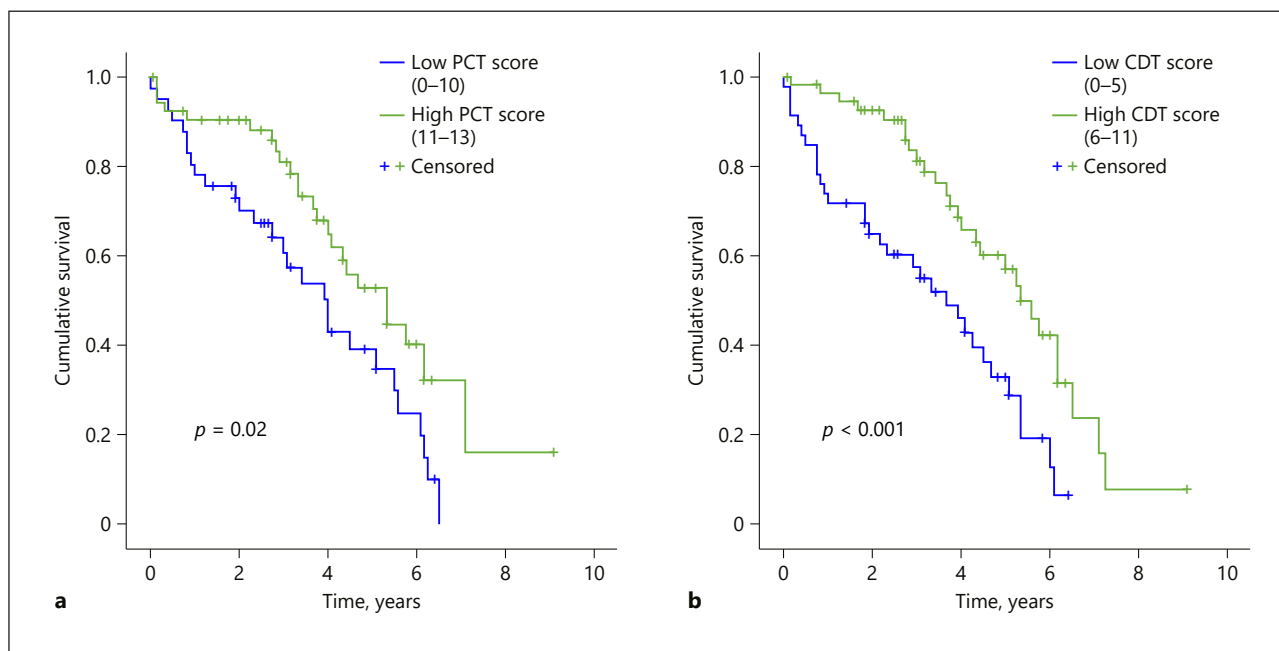 Low PCT score
(0–10)
High PCT score
(11–13)
Censored
1.0
0.8
0.6
0.4
0.2
0
Cumulative survival
p = 0.02
0 2 4 6 8 10
Time, years
a
Low CDT score
(0–5)
High CDT score
(6–11)
Censored
1.0
0.8
0.6
0.4
0.2
0
Cumulative survival
p < 0.001
0 2 4 6 8 10
Time, years
b